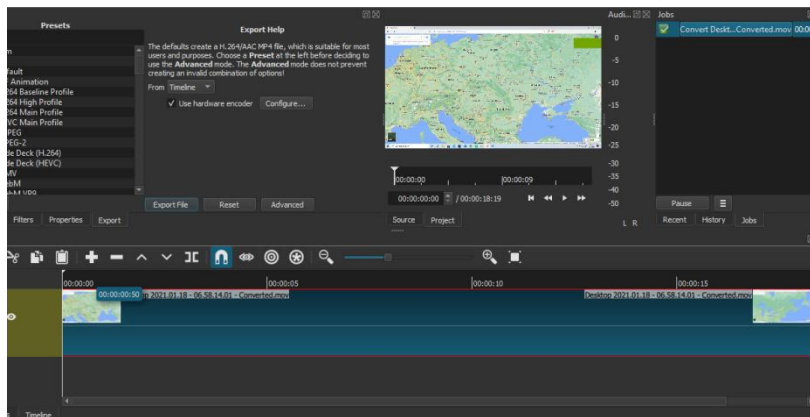 Presets
fault
Animation
264 Baseline Profile
264 High Profile
264 Main Profile
VC Main Profile
PEG
PEG-2
de Deck (H.264)
de Deck (HEVC)
MV
ebM
ebM VP9
Export Help
The defaults create a H.264/AAC MP4 file, which is suitable for most
users and purposes. Choose a Preset at the left before deciding to
use the Advanced mode. The Advanced mode does not prevent
creating an invalid combination of options!
From Timeline
Use hardware encoder Configure...
Export File Reset Advanced
Filters Properties Export
00:00:00 00:00:09
00:00:00:00 / 00:00:18:19
Source Project
Audi...
0
-5
-10
-15
-20
-25
-30
-35
-40
-50
L R
Jobs
Convert Deskt...Converted.mov 00:00
Pause
Recent History Jobs
00:00:00 00:00:05 00:00:10 00:00:15
00:00:00:50 p 2021.01.18 - 06.58.14.01 - Converted.mov Desktop 2021.01.18 - 06.58.14.01 - Converted.mov
Timeline